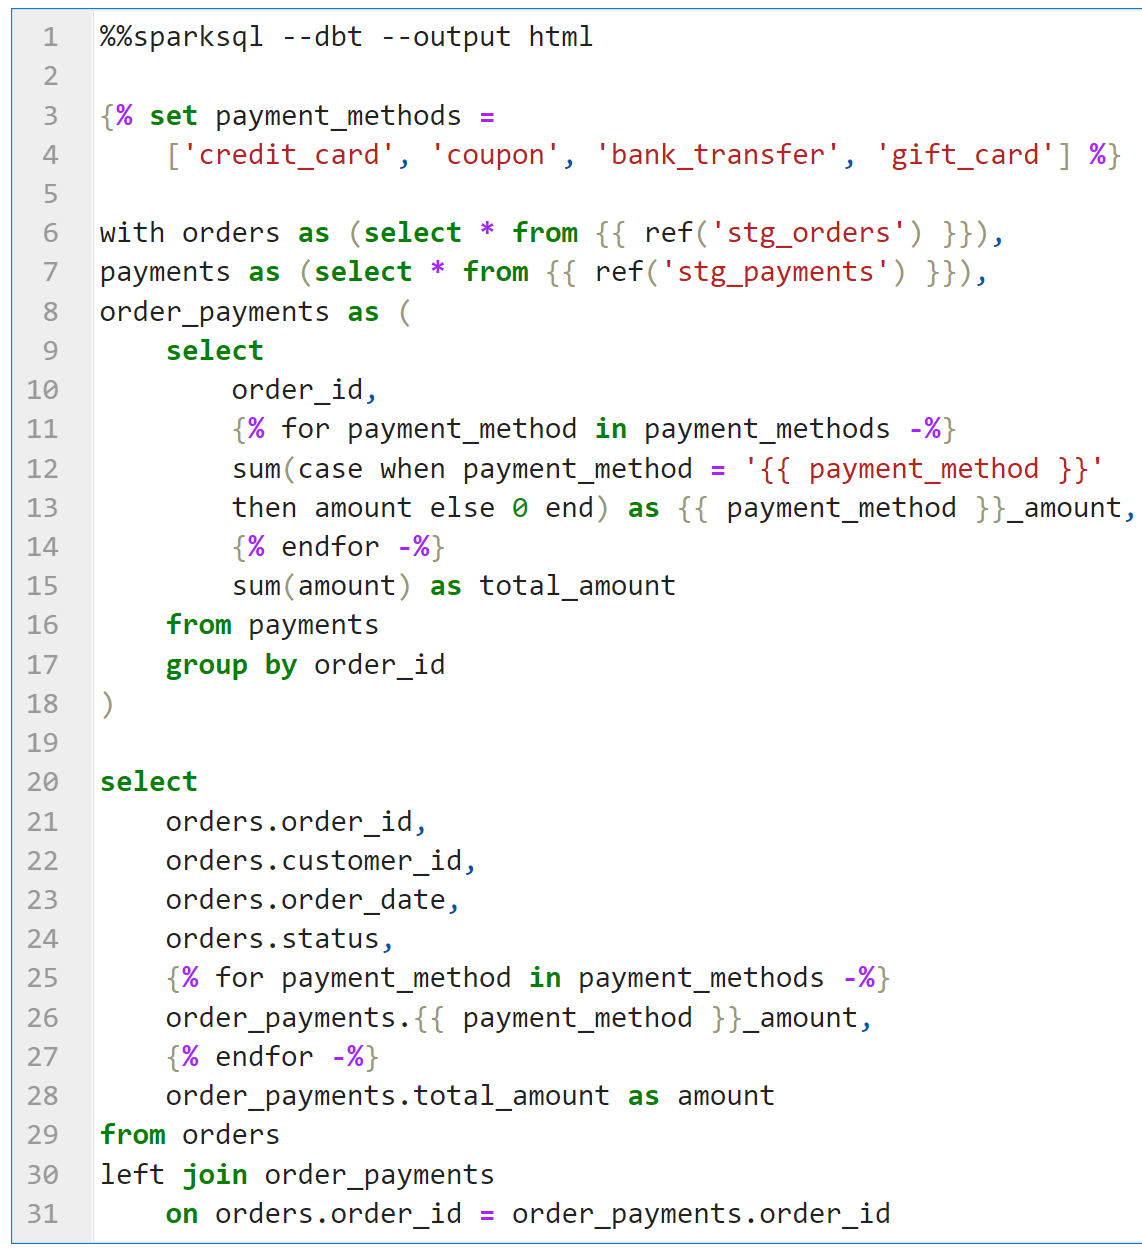 1 %%sparksql --dbt --output html
2
3 {% set payment_methods =
4     ['credit_card', 'coupon', 'bank_transfer', 'gift_card'] %}
5
6 with orders as (select * from {{ ref('stg_orders') }}),
7 payments as (select * from {{ ref('stg_payments') }}),
8 order_payments as (
9     select
10         order_id,
11         {% for payment_method in payment_methods -%}
12         sum(case when payment_method = '{{ payment_method }}'
13         then amount else 0 end) as {{ payment_method }}_amount,
14         {% endfor -%}
15         sum(amount) as total_amount
16     from payments
17     group by order_id
18 )
19
20 select
21     orders.order_id,
22     orders.customer_id,
23     orders.order_date,
24     orders.status,
25     {% for payment_method in payment_methods -%}
26     order_payments.{{ payment_method }}_amount,
27     {% endfor -%}
28     order_payments.total_amount as amount
29 from orders
30 left join order_payments
31     on orders.order_id = order_payments.order_id